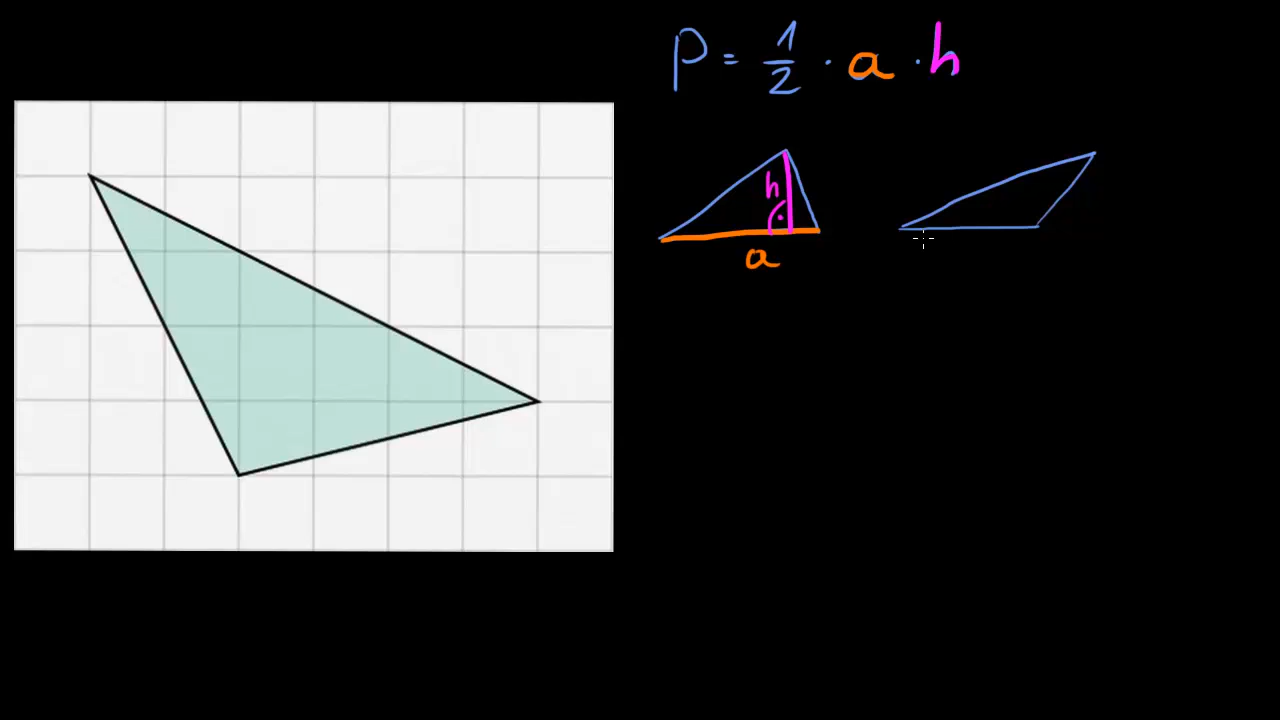 P = 1/2 · a · h
h
a